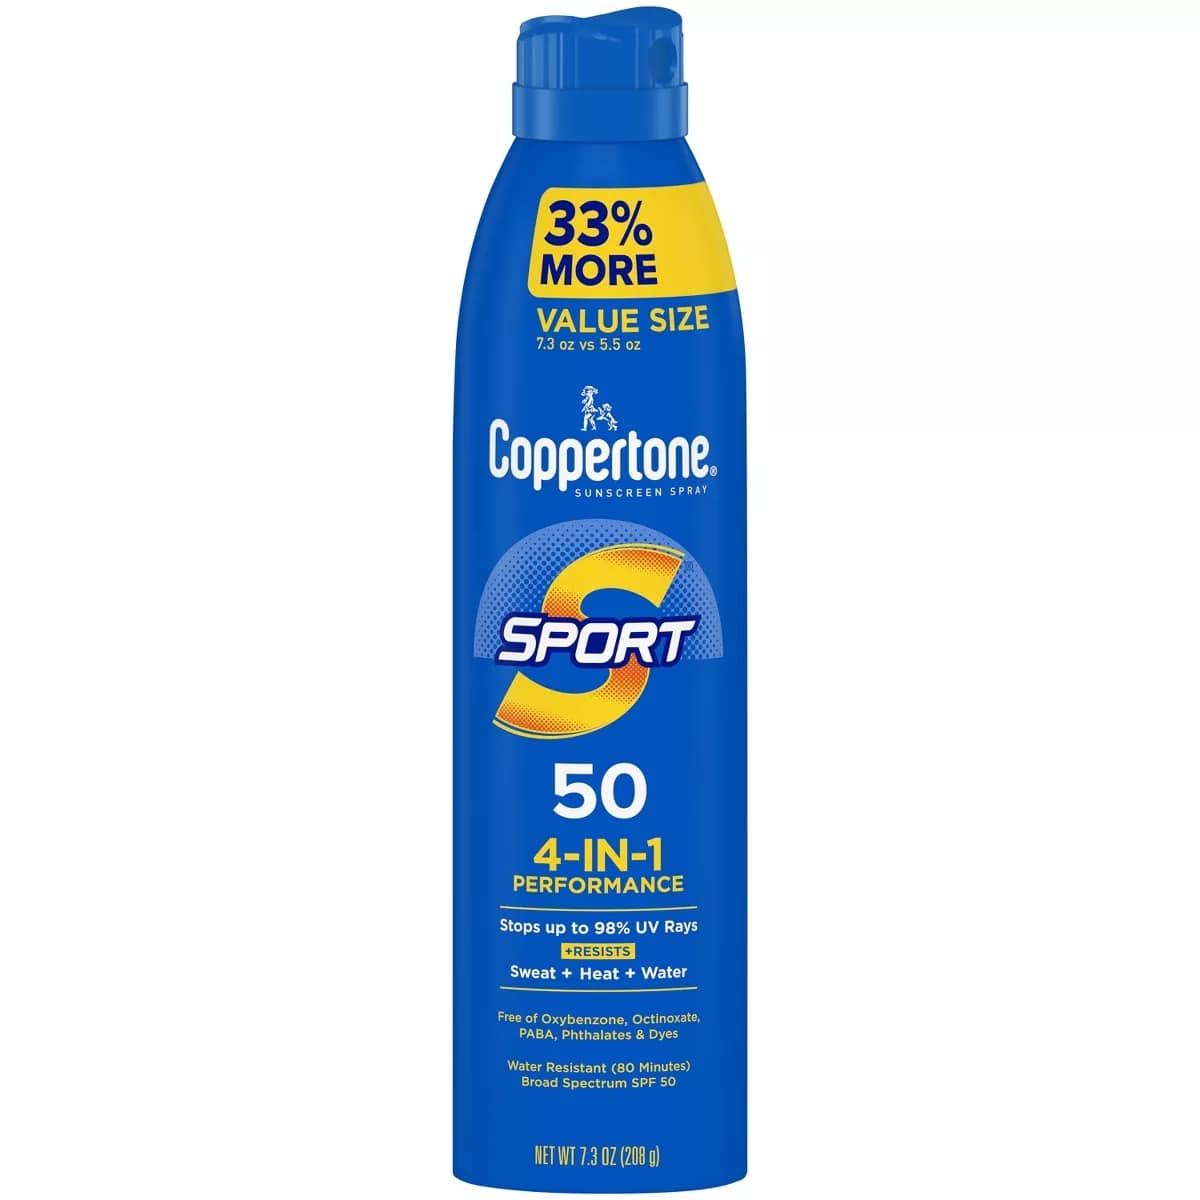 33%
MORE
VALUE SIZE
7.3 oz vs 5.5 oz
Coppertone®
SUNSCREEN SPRAY
SPORT®
50
4-IN-1
PERFORMANCE
Stops up to 98% UV Rays
+RESISTS
Sweat + Heat + Water
Free of Oxybenzone, Octinoxate,
PABA, Phthalates & Dyes
Water Resistant (80 Minutes)
Broad Spectrum SPF 50
NET WT 7.3 OZ (208 g)